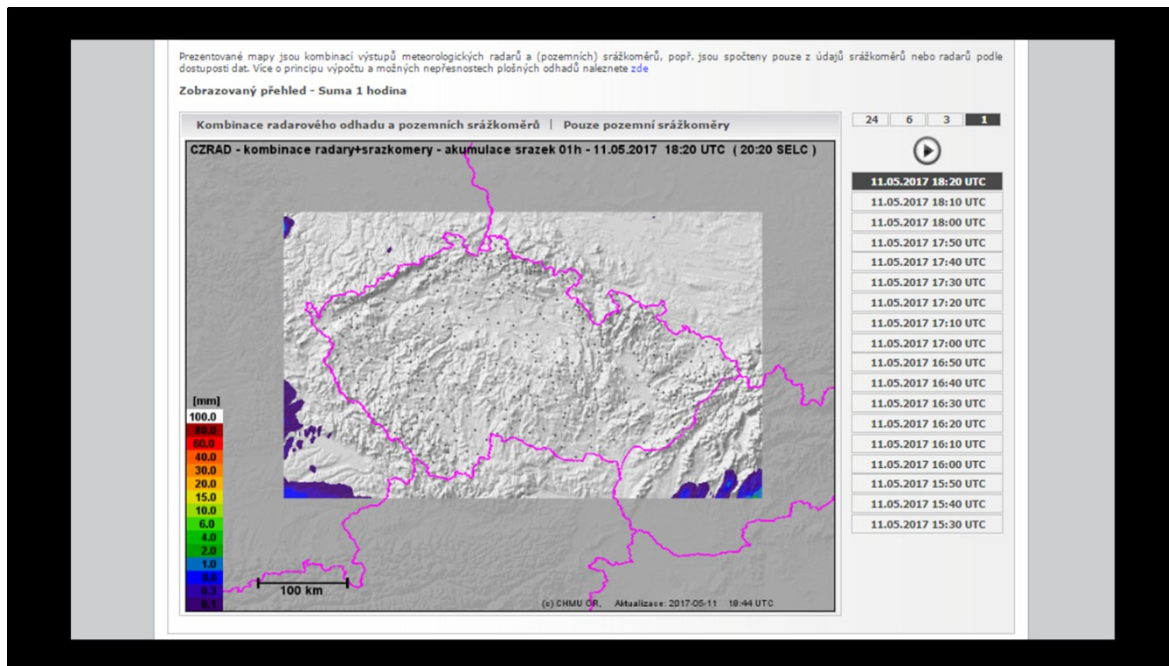 Prezentované mapy jsou kombinací výstupů meteorologických radarů a (pozemních) srážkoměrů, popř. jsou spočteny pouze z údajů srážkoměrů nebo radarů podle
dostuposti dat. Více o principu výpočtu a možných nepřesnostech plošných odhadů naleznete zde
Zobrazovaný přehled - Suma 1 hodina
Kombinace radarového odhadu a pozemních srážkoměrů | Pouze pozemní srážkoměry
24 6 3 1
CZRAD - kombinace radary+srazkomery - akumulace srazek 01h - 11.05.2017 18:20 UTC ( 20:20 SELC )
11.05.2017 18:20 UTC
11.05.2017 18:10 UTC
11.05.2017 18:00 UTC
11.05.2017 17:50 UTC
11.05.2017 17:40 UTC
11.05.2017 17:30 UTC
11.05.2017 17:20 UTC
11.05.2017 17:10 UTC
11.05.2017 17:00 UTC
11.05.2017 16:50 UTC
11.05.2017 16:40 UTC
11.05.2017 16:30 UTC
11.05.2017 16:20 UTC
11.05.2017 16:10 UTC
11.05.2017 16:00 UTC
11.05.2017 15:50 UTC
11.05.2017 15:40 UTC
11.05.2017 15:30 UTC
[mm]
100.0
80.0
60.0
40.0
30.0
20.0
15.0
10.0
6.0
4.0
2.0
1.0
0.3
0.1
100 km
(c) CHMU OR, Aktualizace: 2017-05-11 18:44 UTC